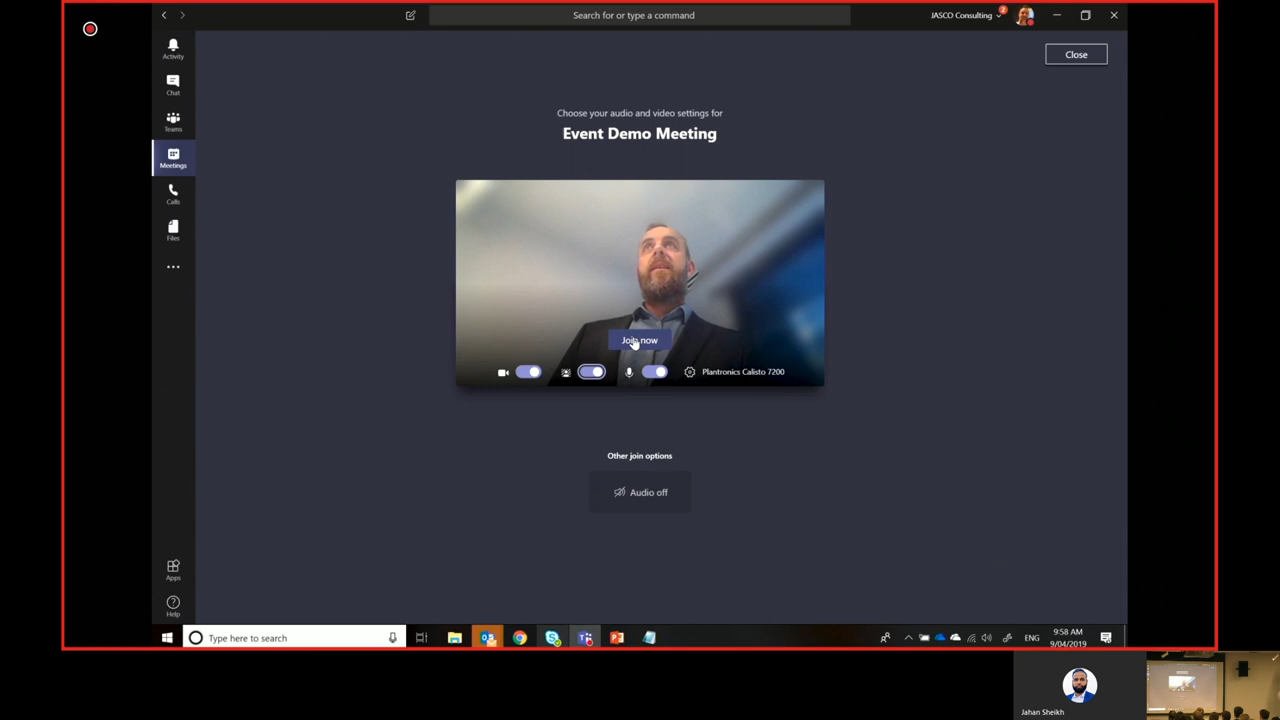 Search for or type a command
JASCO Consulting
2
Activity
Chat
Teams
Meetings
Calls
Files
Close
Choose your audio and video settings for
Event Demo Meeting
Join now
Plantronics Calisto 7200
Other join options
Audio off
Apps
Help
Type here to search
ENG
9:58 AM
9/04/2019
Jahan Sheikh